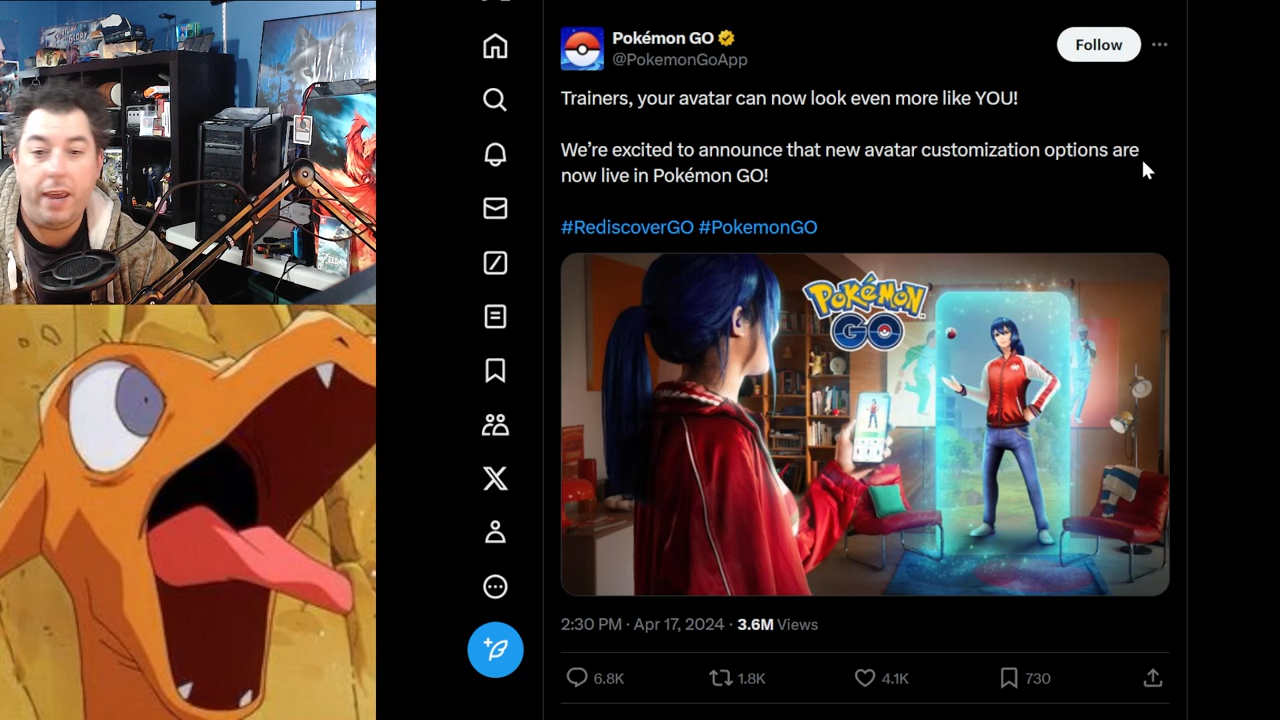 Pokémon GO
@PokemonGoApp
Follow
Trainers, your avatar can now look even more like YOU!
We’re excited to announce that new avatar customization options are
now live in Pokémon GO!
#RediscoverGO #PokemonGO
POKÉMON
GO
2:30 PM · Apr 17, 2024 · 3.6M Views
6.8K 1.8K 4.1K 730
ZELDA